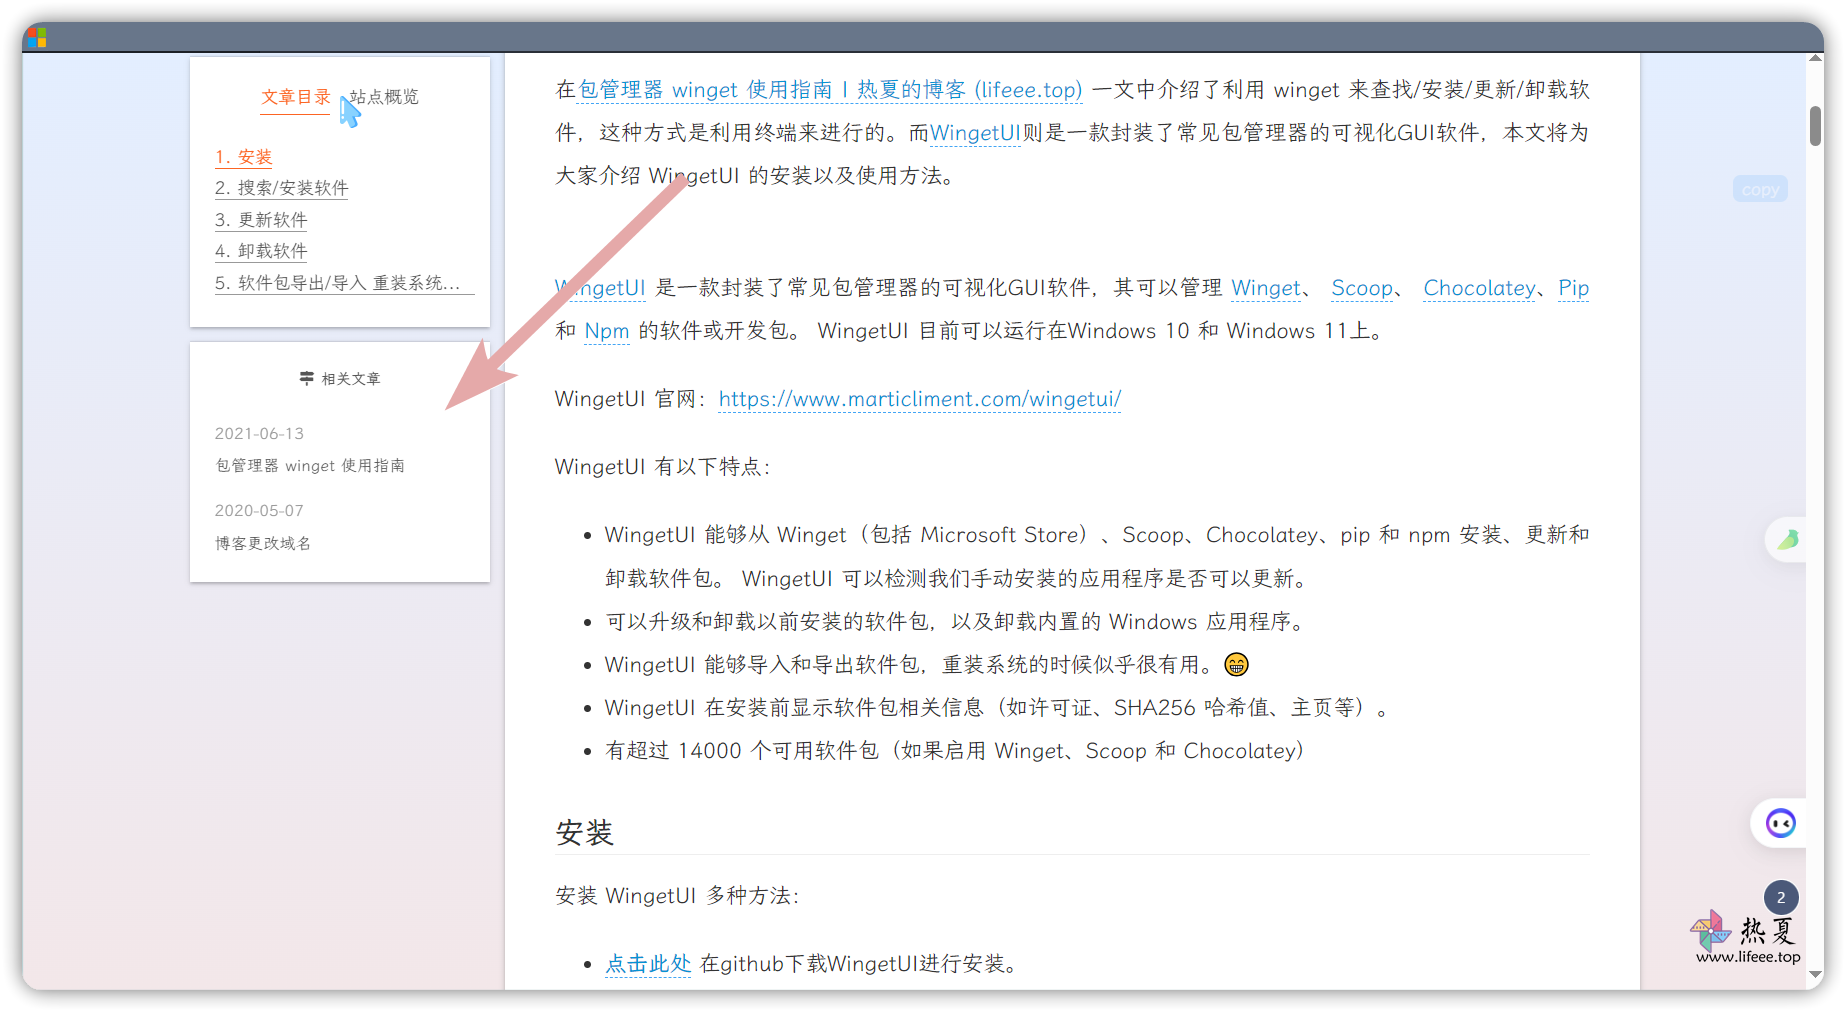 文章目录 站点概览
1. 安装
2. 搜索/安装软件
3. 更新软件
4. 卸载软件
5. 软件包导出/导入 重装系统...
相关文章
2021-06-13
包管理器 winget 使用指南
2020-05-07
博客更改域名
在包管理器 winget 使用指南 | 热夏的博客 (lifeee.top) 一文中介绍了利用 winget 来查找/安装/更新/卸载软
件，这种方式是利用终端来进行的。而WingetUI则是一款封装了常见包管理器的可视化GUI软件，本文将为
大家介绍 WingetUI 的安装以及使用方法。
WingetUI 是一款封装了常见包管理器的可视化GUI软件，其可以管理 Winget、 Scoop、 Chocolatey、Pip
和 Npm 的软件或开发包。 WingetUI 目前可以运行在Windows 10 和 Windows 11上。
WingetUI 官网：https://www.marticliment.com/wingetui/
WingetUI 有以下特点：
• WingetUI 能够从 Winget（包括 Microsoft Store）、Scoop、Chocolatey、pip 和 npm 安装、更新和
卸载软件包。 WingetUI 可以检测我们手动安装的应用程序是否可以更新。
• 可以升级和卸载以前安装的软件包，以及卸载内置的 Windows 应用程序。
• WingetUI 能够导入和导出软件包，重装系统的时候似乎很有用。😁
• WingetUI 在安装前显示软件包相关信息（如许可证、SHA256 哈希值、主页等）。
• 有超过 14000 个可用软件包（如果启用 Winget、Scoop 和 Chocolatey）
安装
安装 WingetUI 多种方法：
• 点击此处 在github下载WingetUI进行安装。
copy
2
热夏
www.lifeee.top